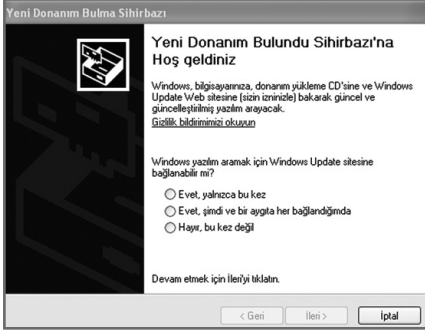 Yeni Donanım Bulma Sihirbazı
Yeni Donanım Bulundu Sihirbazı'na
Hoş geldiniz
Windows, bilgisayarınıza, donanım yükleme CD'sine ve Windows
Update Web sitesine (sizin izninizle) bakarak güncel ve
güncelleştirilmiş yazılım arayacak.
Gizlilik bildirimimizi okuyun
Windows yazılım aramak için Windows Update sitesine
bağlanabilir mi?
Evet, yalnızca bu kez
Evet, şimdi ve bir aygıta her bağlandığımda
Hayır, bu kez değil
Devam etmek için İleri'yi tıklatın.
< Geri İleri > İptal